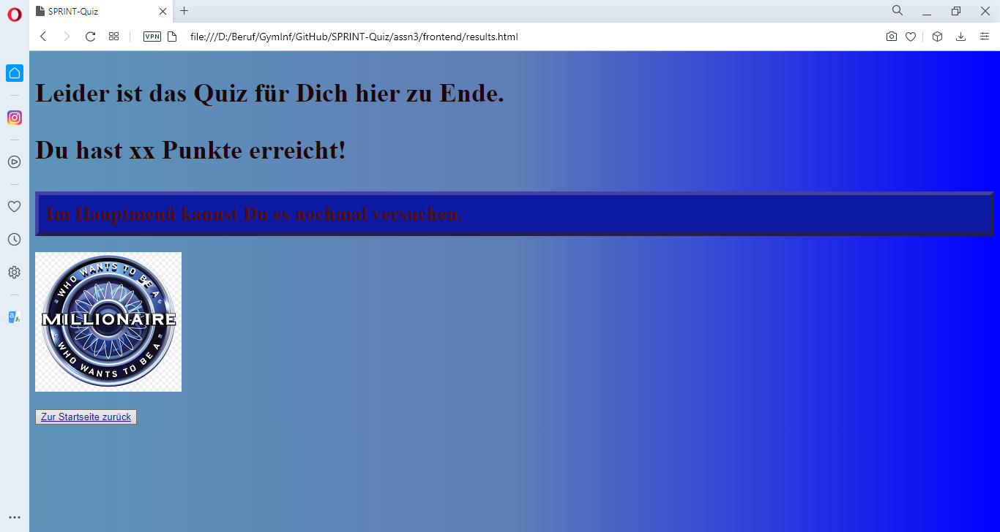 SPRINT-Quiz
VPN
file:///D:/Beruf/GymInf/GitHub/SPRINT-Quiz/assn3/frontend/results.html
Leider ist das Quiz für Dich hier zu Ende.
Du hast xx Punkte erreicht!
Im Hauptmenü kannst Du es nochmal versuchen.
WHO WANTS TO BE A
MILLIONAIRE
WHO WANTS TO BE A
Zur Startseite zurück